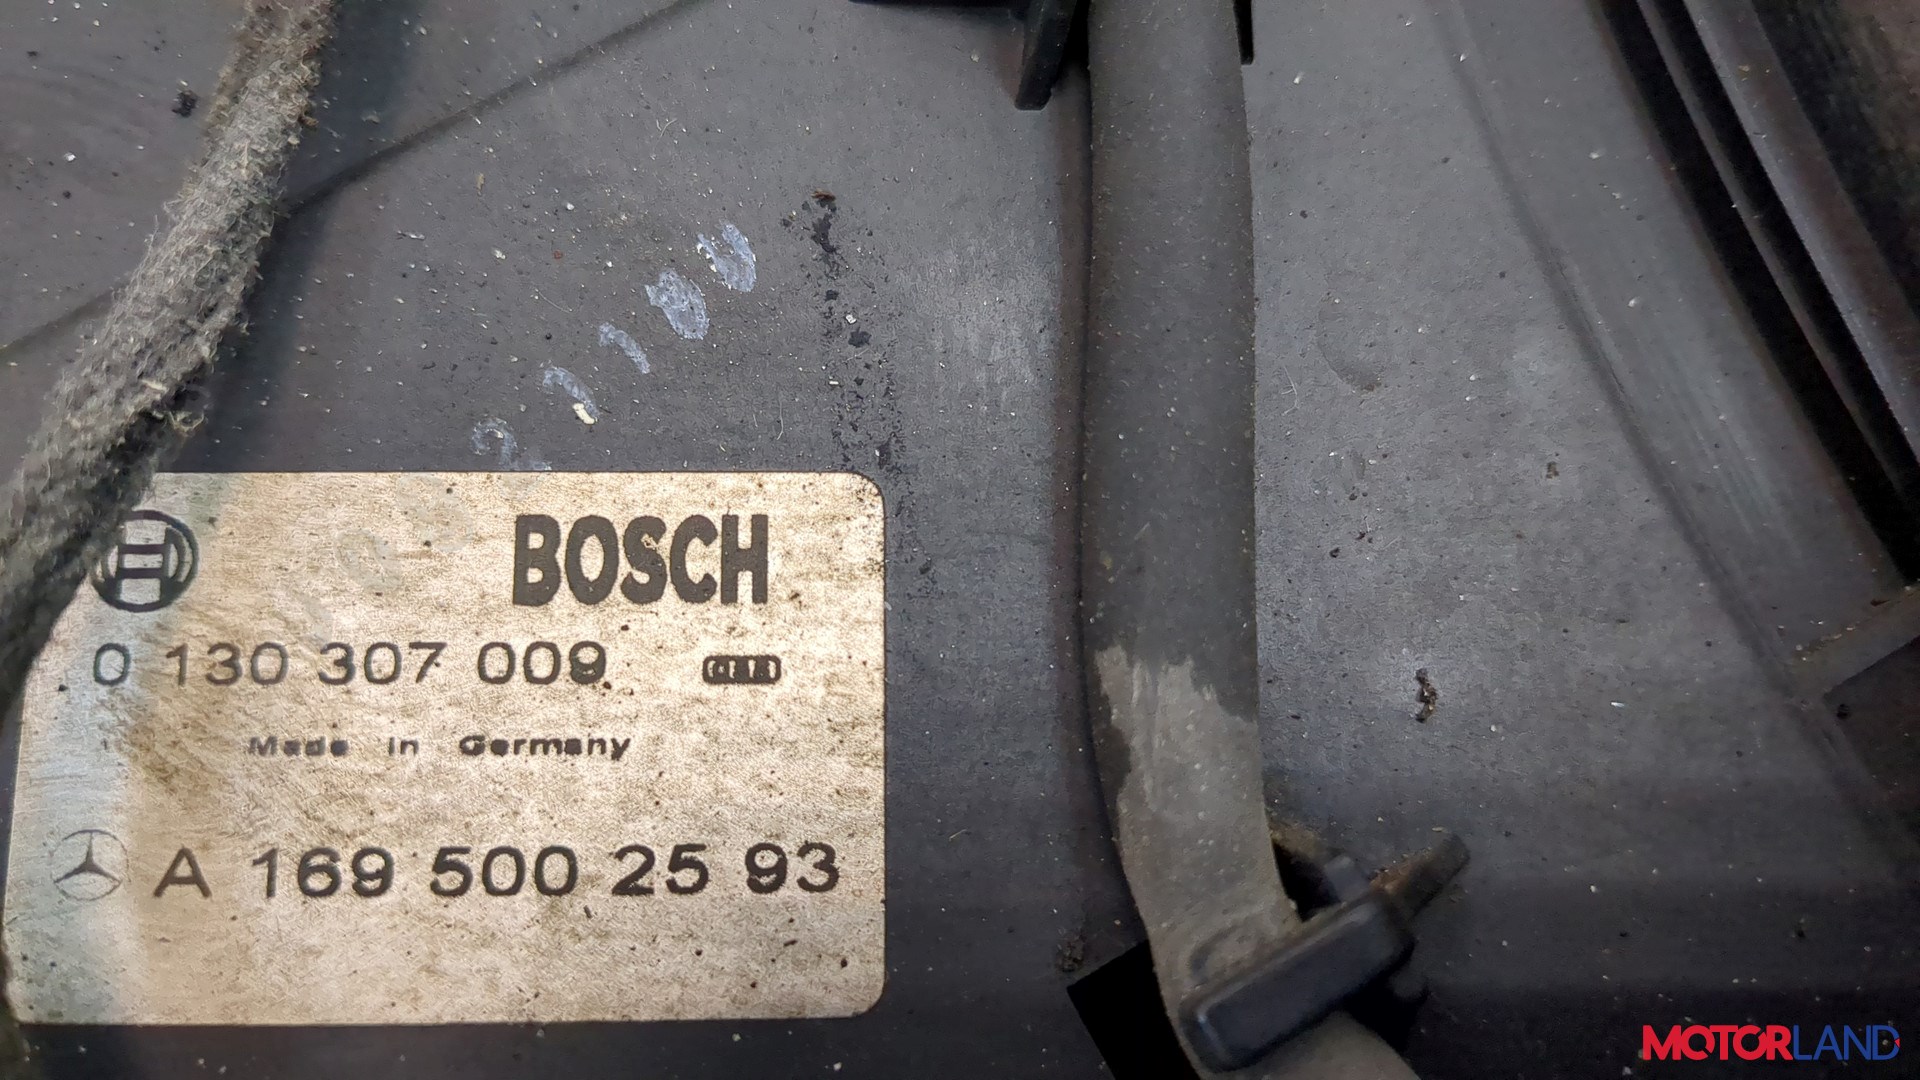 BOSCH
0 130 307 009
Made in Germany
A 169 500 25 93
MOTORLAND